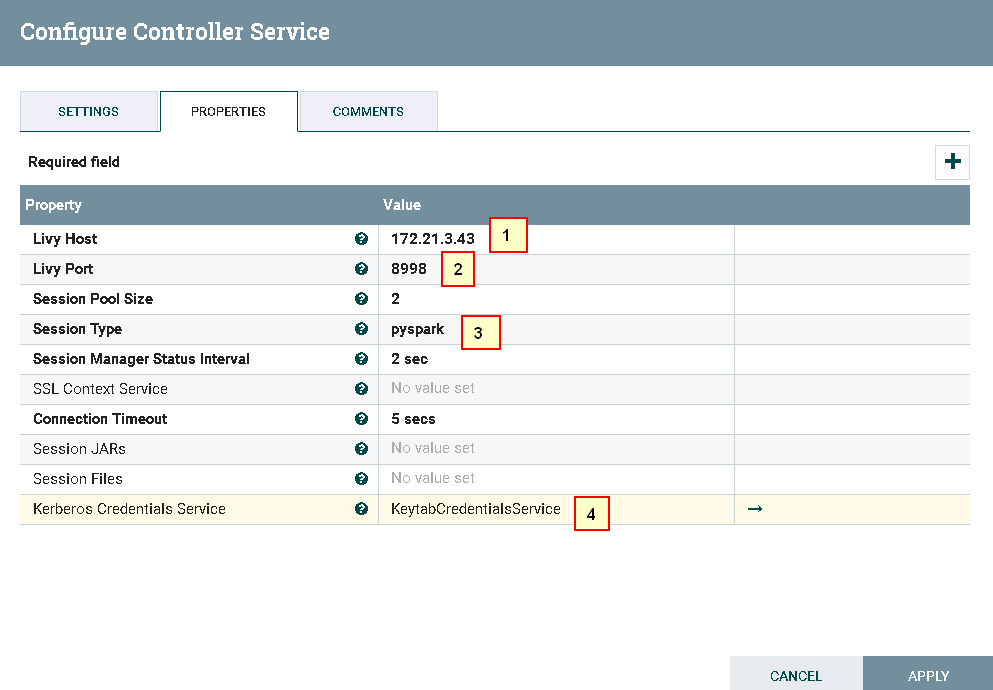 Configure Controller Service
SETTINGS PROPERTIES COMMENTS
Required field
Property Value
Livy Host 172.21.3.43 1
Livy Port 8998 2
Session Pool Size 2
Session Type pyspark 3
Session Manager Status Interval 2 sec
SSL Context Service No value set
Connection Timeout 5 secs
Session JARs No value set
Session Files No value set
Kerberos Credentials Service KeytabCredentialsService 4
CANCEL APPLY